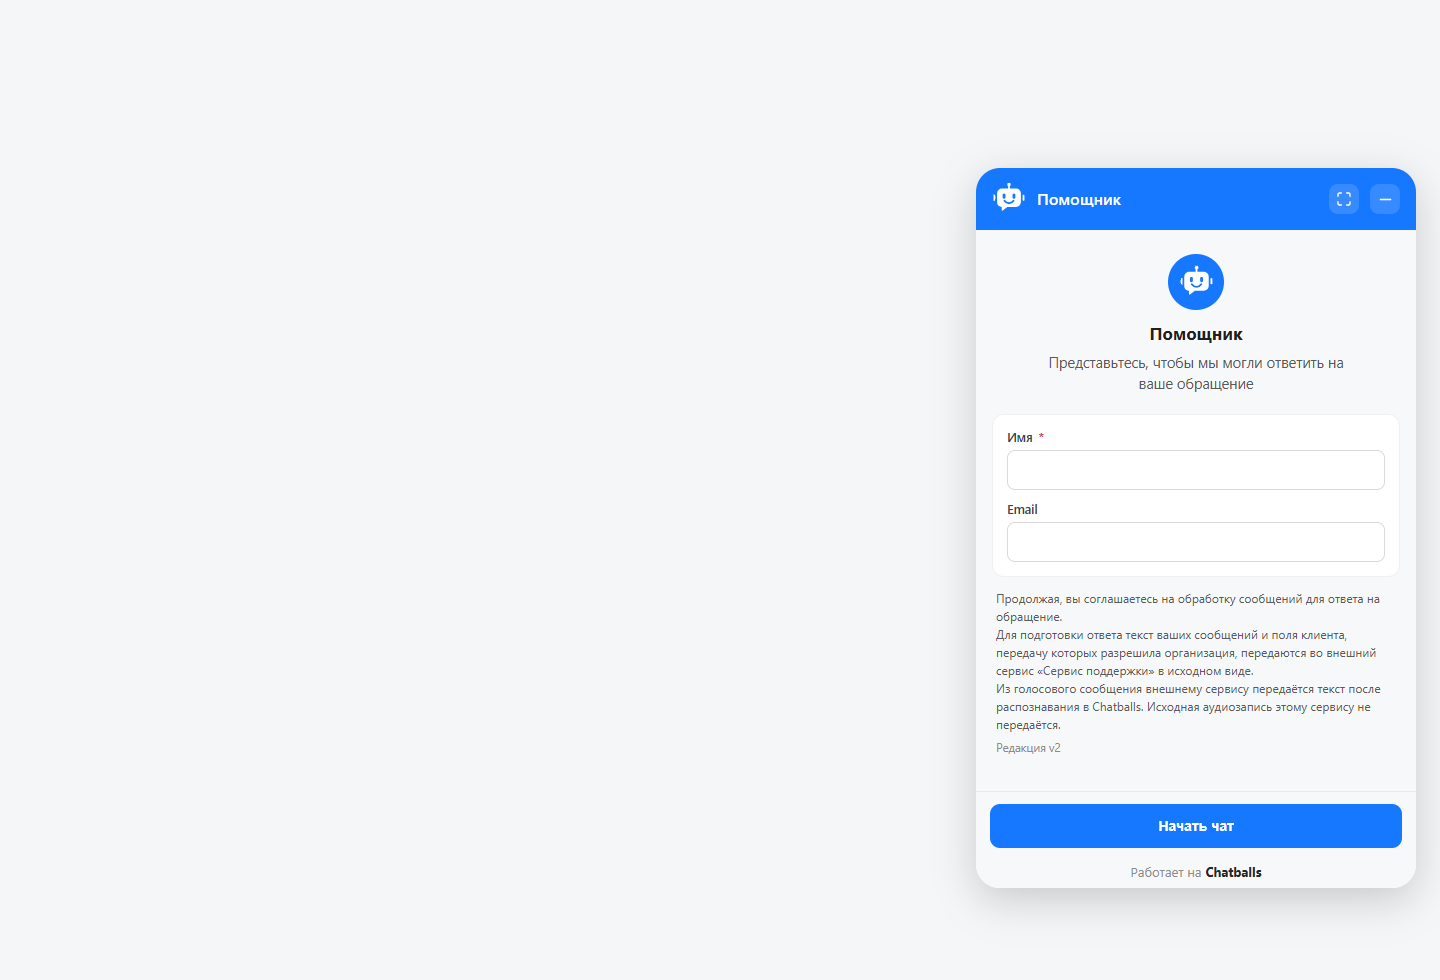 Помощник
Помощник
Представьтесь, чтобы мы могли ответить на
ваше обращение
Имя *
Email
Продолжая, вы соглашаетесь на обработку сообщений для ответа на
обращение.
Для подготовки ответа текст ваших сообщений и поля клиента,
передачу которых разрешила организация, передаются во внешний
сервис «Сервис поддержки» в исходном виде.
Из голосового сообщения внешнему сервису передаётся текст после
распознавания в Chatballs. Исходная аудиозапись этому сервису не
передаётся.
Редакция v2
Начать чат
Работает на Chatballs